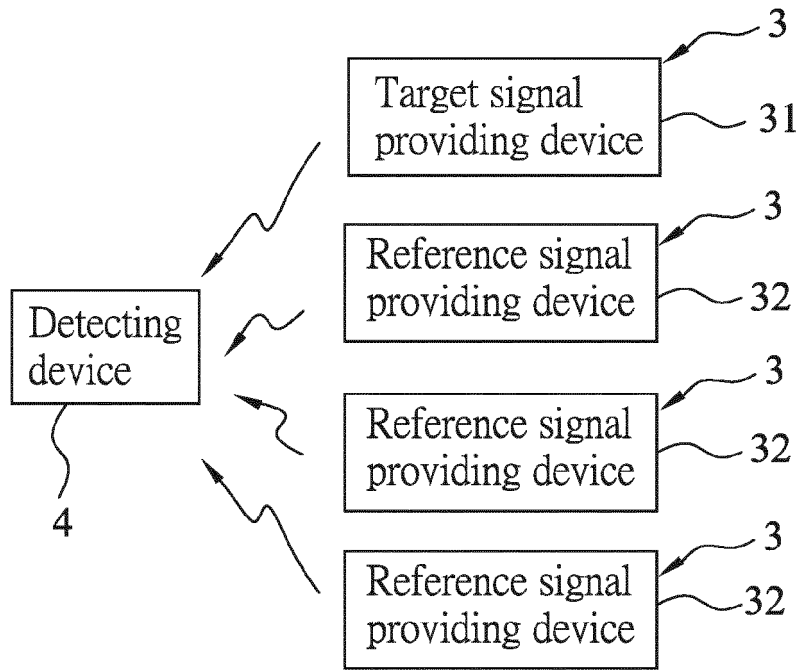 3
Target signal
providing device
31
3
Reference signal
providing device
32
Detecting
device
4
3
Reference signal
providing device
32
3
Reference signal
providing device
32